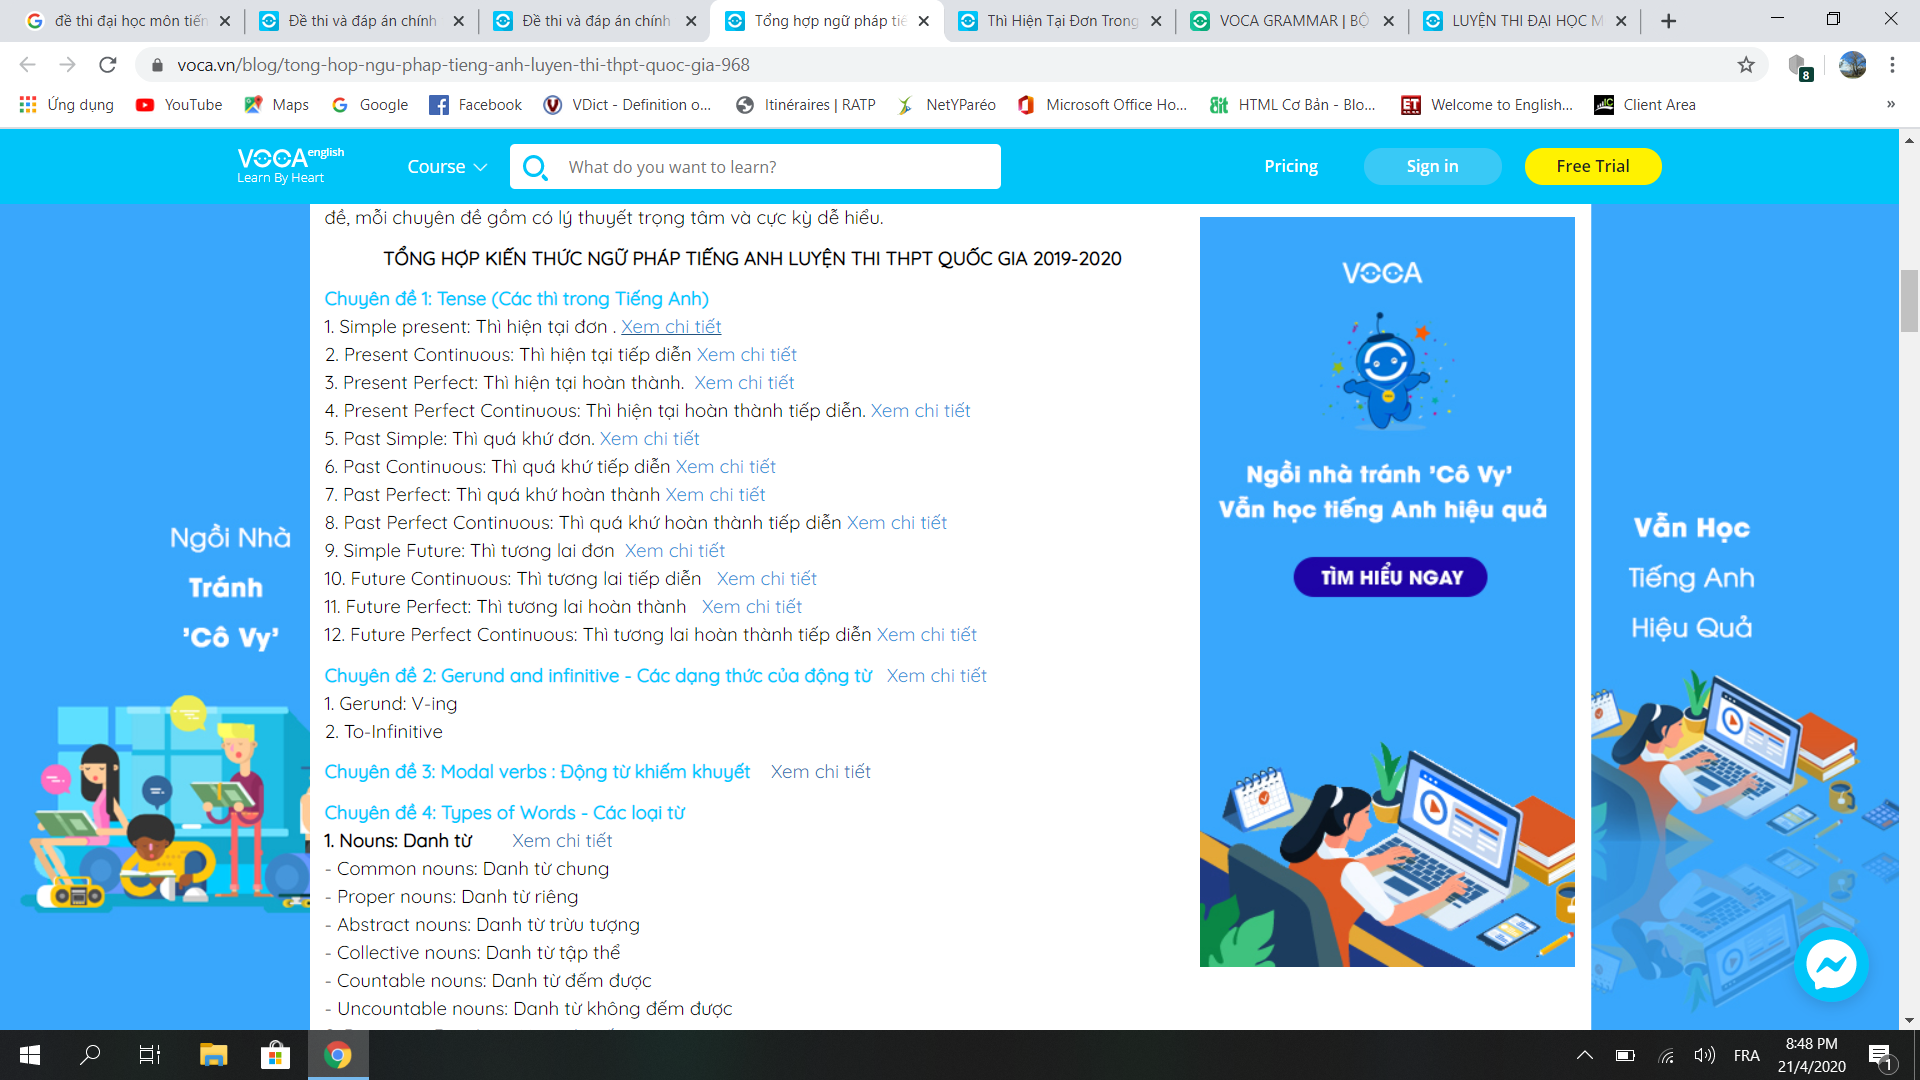 đề thi đại học môn tiến
Đề thi và đáp án chính
Đề thi và đáp án chính
Tổng hợp ngữ pháp tiế
Thì Hiện Tại Đơn Trong
VOCA GRAMMAR | BỘ
LUYỆN THI ĐẠI HỌC M
voca.vn/blog/tong-hop-ngu-phap-tieng-anh-luyen-thi-thpt-quoc-gia-968
8
Ứng dụng
YouTube
Maps
Google
Facebook
VDict - Definition o...
Itinéraires | RATP
NetYParéo
Microsoft Office Ho...
HTML Cơ Bản - Blo...
Welcome to English...
Client Area
»
VOCA english
Learn By Heart
Course
What do you want to learn?
Pricing
Sign in
Free Trial
đề, mỗi chuyên đề gồm có lý thuyết trọng tâm và cực kỳ dễ hiểu.
TỔNG HỢP KIẾN THỨC NGỮ PHÁP TIẾNG ANH LUYỆN THI THPT QUỐC GIA 2019-2020
Chuyên đề 1: Tense (Các thì trong Tiếng Anh)
1. Simple present: Thì hiện tại đơn . Xem chi tiết
2. Present Continuous: Thì hiện tại tiếp diễn Xem chi tiết
3. Present Perfect: Thì hiện tại hoàn thành. Xem chi tiết
4. Present Perfect Continuous: Thì hiện tại hoàn thành tiếp diễn. Xem chi tiết
5. Past Simple: Thì quá khứ đơn. Xem chi tiết
6. Past Continuous: Thì quá khứ tiếp diễn Xem chi tiết
7. Past Perfect: Thì quá khứ hoàn thành Xem chi tiết
8. Past Perfect Continuous: Thì quá khứ hoàn thành tiếp diễn Xem chi tiết
9. Simple Future: Thì tương lai đơn Xem chi tiết
10. Future Continuous: Thì tương lai tiếp diễn Xem chi tiết
11. Future Perfect: Thì tương lai hoàn thành Xem chi tiết
12. Future Perfect Continuous: Thì tương lai hoàn thành tiếp diễn Xem chi tiết
Chuyên đề 2: Gerund and infinitive - Các dạng thức của động từ Xem chi tiết
1. Gerund: V-ing
2. To-Infinitive
Chuyên đề 3: Modal verbs : Động từ khiếm khuyết Xem chi tiết
Chuyên đề 4: Types of Words - Các loại từ
1. Nouns: Danh từ Xem chi tiết
- Common nouns: Danh từ chung
- Proper nouns: Danh từ riêng
- Abstract nouns: Danh từ trừu tượng
- Collective nouns: Danh từ tập thể
- Countable nouns: Danh từ đếm được
- Uncountable nouns: Danh từ không đếm được
Ngồi Nhà
Tránh
'Cô Vy'
VOCA
Ngồi nhà tránh 'Cô Vy'
Vẫn học tiếng Anh hiệu quả
TÌM HIỂU NGAY
Vẫn Học
Tiếng Anh
Hiệu Quả
FRA
8:48 PM
21/4/2020
1